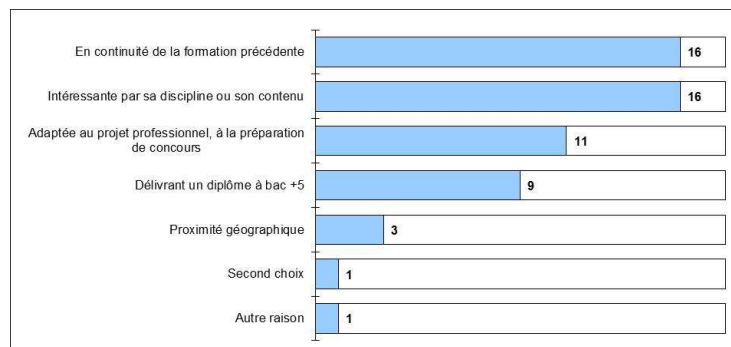 En continuité de la formation précédente 16
Intéressante par sa discipline ou son contenu 16
Adaptée au projet professionnel, à la préparation
de concours 11
Délivrant un diplôme à bac +5 9
Proximité géographique 3
Second choix 1
Autre raison 1